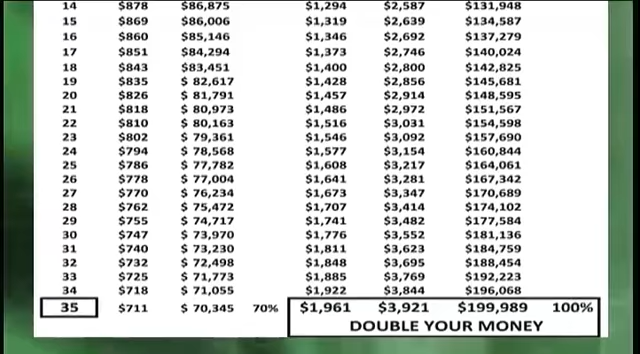 14 $878 $86,875 $1,294 $2,587 $131,948
15 $869 $86,006 $1,319 $2,639 $134,587
16 $860 $85,146 $1,346 $2,692 $137,279
17 $851 $84,294 $1,373 $2,746 $140,024
18 $843 $83,451 $1,400 $2,800 $142,825
19 $835 $ 82,617 $1,428 $2,856 $145,681
20 $826 $ 81,791 $1,457 $2,914 $148,595
21 $818 $ 80,973 $1,486 $2,972 $151,567
22 $810 $ 80,163 $1,516 $3,031 $154,598
23 $802 $ 79,361 $1,546 $3,092 $157,690
24 $794 $ 78,568 $1,577 $3,154 $160,844
25 $786 $ 77,782 $1,608 $3,217 $164,061
26 $778 $ 77,004 $1,641 $3,281 $167,342
27 $770 $ 76,234 $1,673 $3,347 $170,689
28 $762 $ 75,472 $1,707 $3,414 $174,102
29 $755 $ 74,717 $1,741 $3,482 $177,584
30 $747 $ 73,970 $1,776 $3,552 $181,136
31 $740 $ 73,230 $1,811 $3,623 $184,759
32 $732 $ 72,498 $1,848 $3,695 $188,454
33 $725 $ 71,773 $1,885 $3,769 $192,223
34 $718 $ 71,055 $1,922 $3,844 $196,068
35 $711 $ 70,345 70% $1,961 $3,921 $199,989 100%
DOUBLE YOUR MONEY